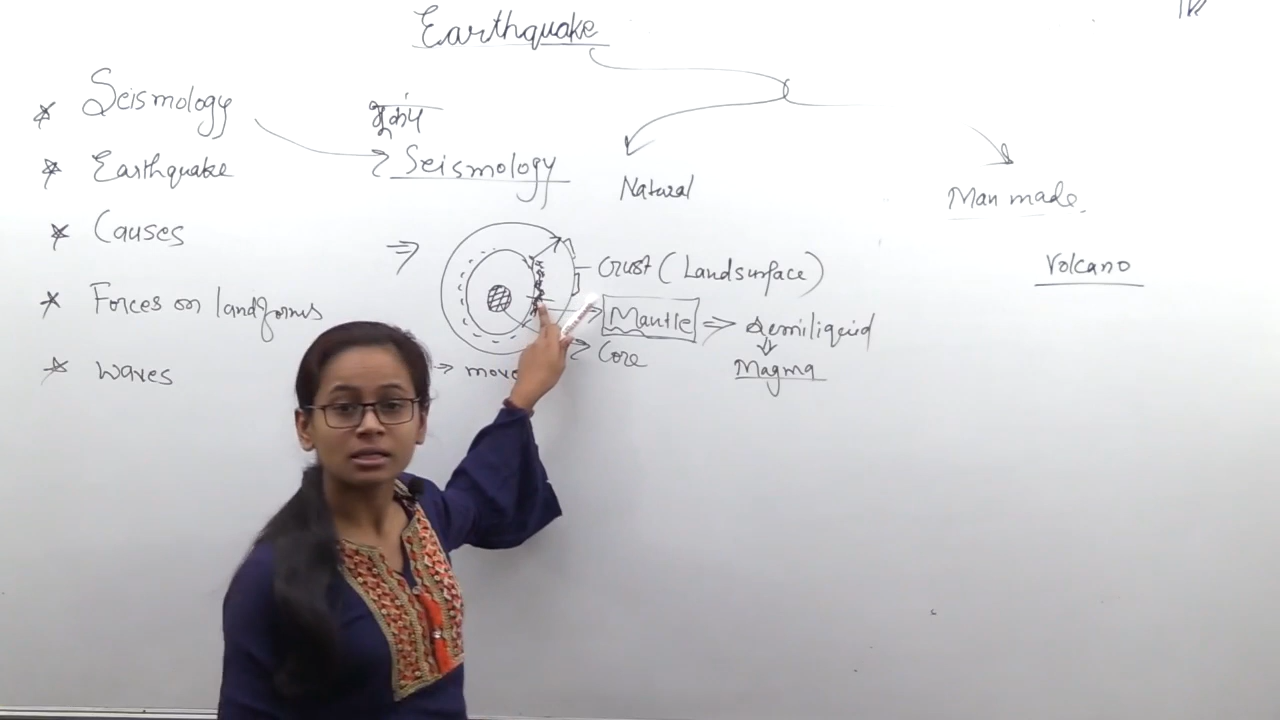 Earthquake
* Seismology
* Earthquake
* Causes
* Forces on landforms
* waves
भूकंप
Seismology
Natural
Man made.
Volcano
⇒
Crust (Landsurface)
Mantle ⇒ Semiliquid
Core
Magma
→ move